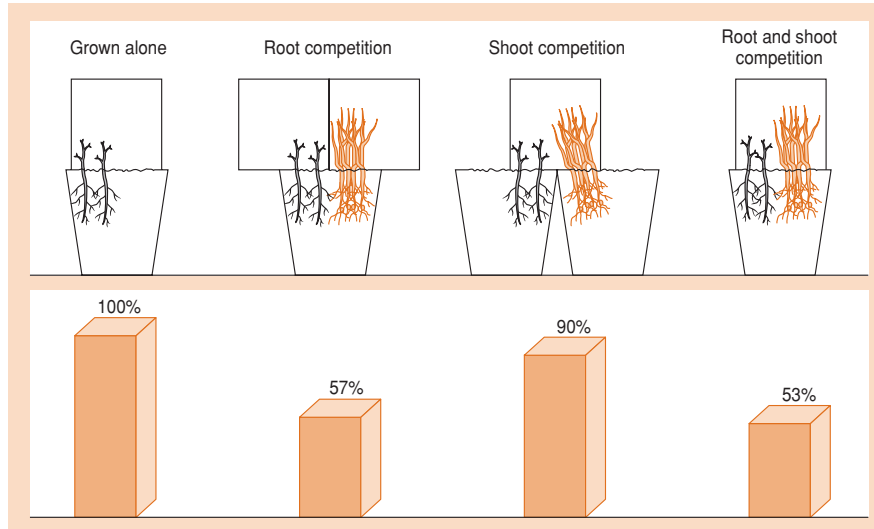 Grown alone
Root competition
Shoot competition
Root and shoot
competition
100%
57%
90%
53%